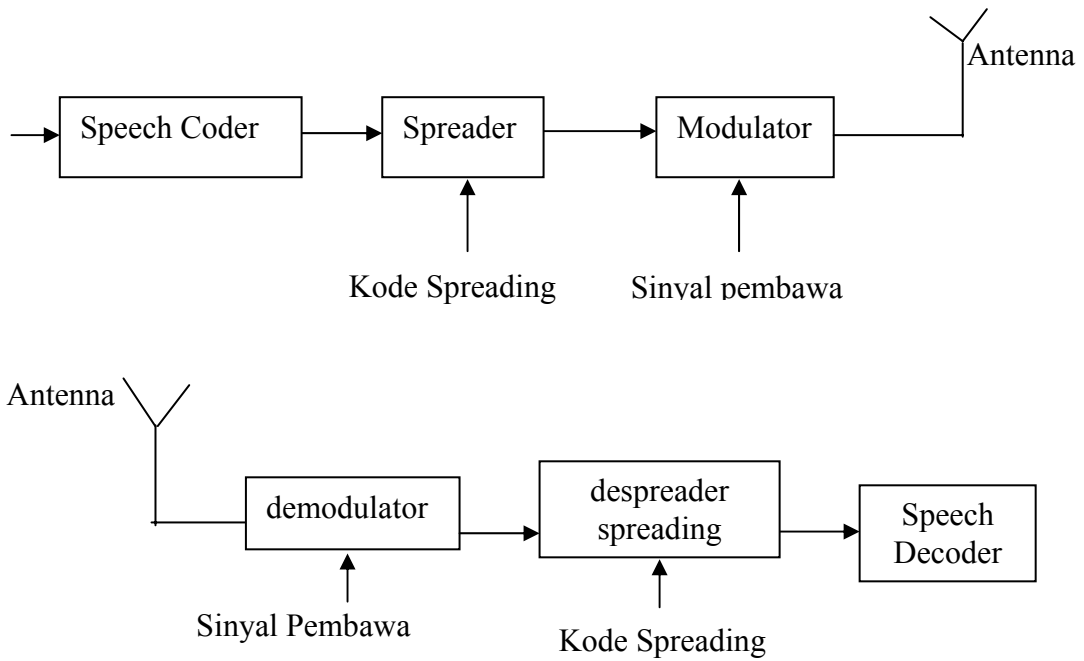 Antenna
Speech Coder
Spreader
Modulator
Kode Spreading
Sinyal pembawa
Antenna
demodulator
despreader
spreading
Speech
Decoder
Sinyal Pembawa
Kode Spreading